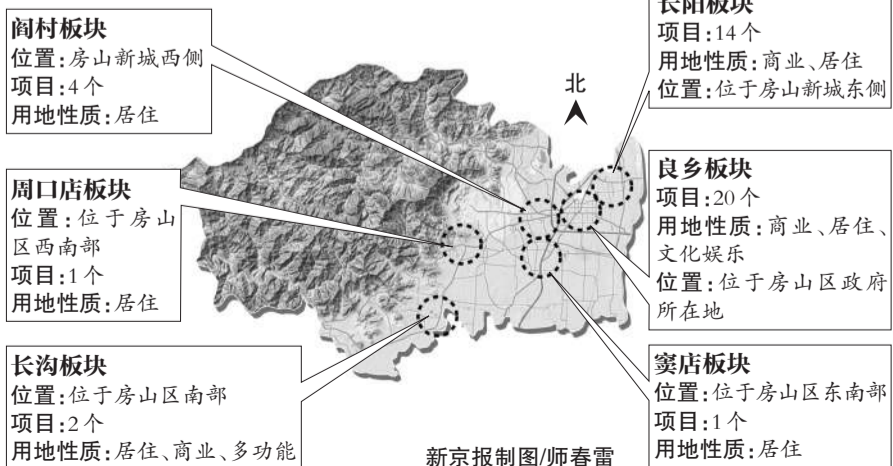 阎村板块
位置:房山新城西侧
项目:4个
用地性质:居住
周口店板块
位置:位于房山
区西南部
项目:1个
用地性质:居住
长沟板块
位置:位于房山区南部
项目:2个
用地性质:居住、商业、多功能
北
长阳板块
项目:14个
用地性质:商业、居住
位置:位于房山新城东侧
良乡板块
项目:20个
用地性质:商业、居住、
文化娱乐
位置:位于房山区政府
所在地
窦店板块
位置:位于房山区东南部
项目:1个
用地性质:居住
新京报制图/师春雷